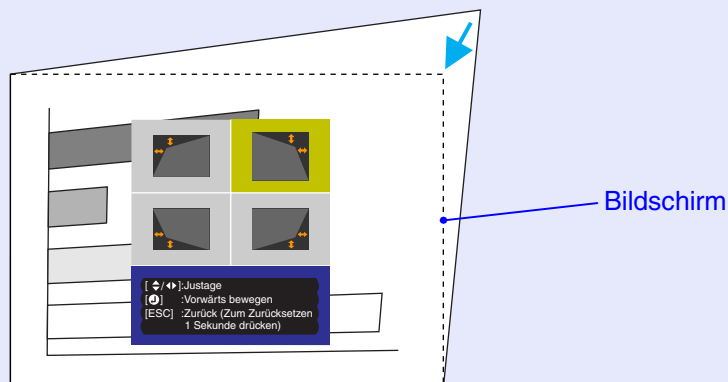 Bildschirm
[ /  ]:Justage
[ ] :Vorwärts bewegen
[ESC] :Zurück (Zum Zurücksetzen
1 Sekunde drücken)